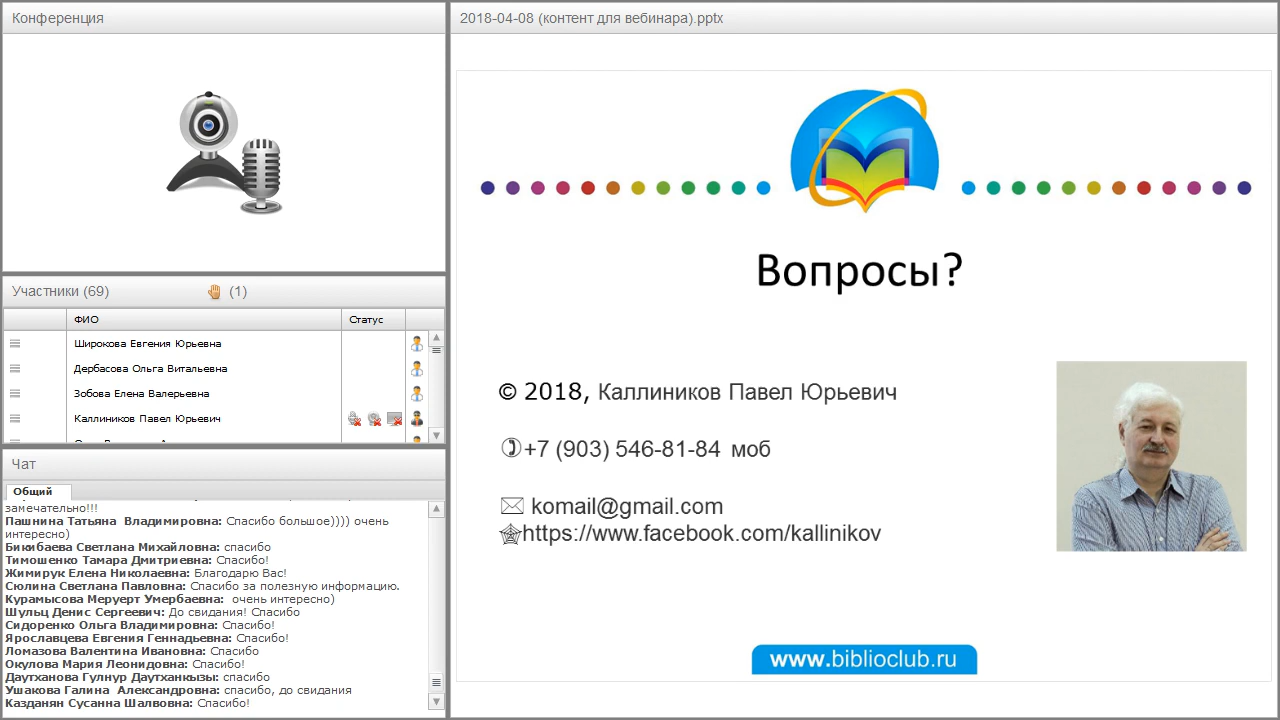 Конференция
2018-04-08 (контент для вебинара).pptx
Вопросы?
© 2018, Каллиников Павел Юрьевич
+7 (903) 546-81-84 моб
komail@gmail.com
https://www.facebook.com/kallinikov
www.biblioclub.ru
Участники (69) (1)
ФИО Статус
Широкова Евгения Юрьевна
Дербасова Ольга Витальевна
Зобова Елена Валерьевна
Каллиников Павел Юрьевич
Чат
Общий
замечательно!!!
Пашнина Татьяна Владимировна: Спасибо большое)))) очень
интересно)
Бикибаева Светлана Михайловна: спасибо
Тимошенко Тамара Дмитриевна: Спасибо!
Жимирук Елена Николаевна: Благодарю Вас!
Сюлина Светлана Павловна: Спасибо за полезную информацию.
Курамысова Меруерт Умербаевна: очень интересно)
Шульц Денис Сергеевич: До свидания! Спасибо
Сидоренко Ольга Владимировна: Спасибо!
Ярославцева Евгения Геннадьевна: Спасибо!
Ломазова Валентина Ивановна: Спасибо
Окулова Мария Леонидовна: Спасибо!
Даутханова Гулнур Даутханкызы: спасибо
Ушакова Галина Александровна: спасибо, до свидания
Казданян Сусанна Шалвовна: Спасибо!